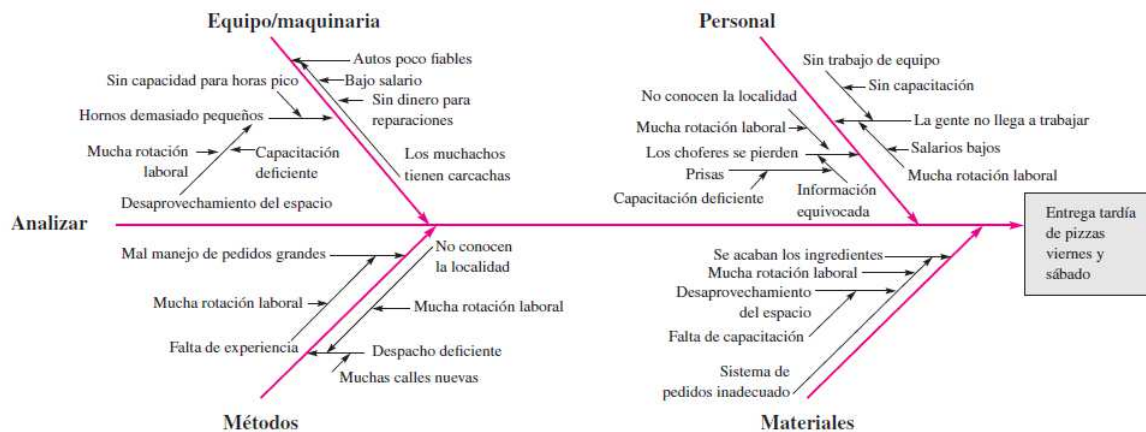 Equipo/maquinaria
Personal
Autos poco fiables
Bajo salario
Sin capacidad para horas pico
Sin dinero para
reparaciones
Hornos demasiado pequeños
Mucha rotación
laboral
Capacitación
deficiente
Los muchachos
tienen carcachas
Desaprovechamiento del espacio
Sin trabajo de equipo
Sin capacitación
No conocen la localidad
La gente no llega a trabajar
Mucha rotación laboral
Salarios bajos
Los choferes se pierden
Mucha rotación laboral
Prisas
Capacitación deficiente
Información
equivocada
Analizar
Entrega tardía
de pizzas
viernes y
sábado
Mal manejo de pedidos grandes
No conocen
la localidad
Mucha rotación laboral
Mucha rotación laboral
Falta de experiencia
Despacho deficiente
Muchas calles nuevas
Se acaban los ingredientes
Mucha rotación laboral
Desaprovechamiento
del espacio
Falta de capacitación
Sistema de
pedidos inadecuado
Métodos
Materiales